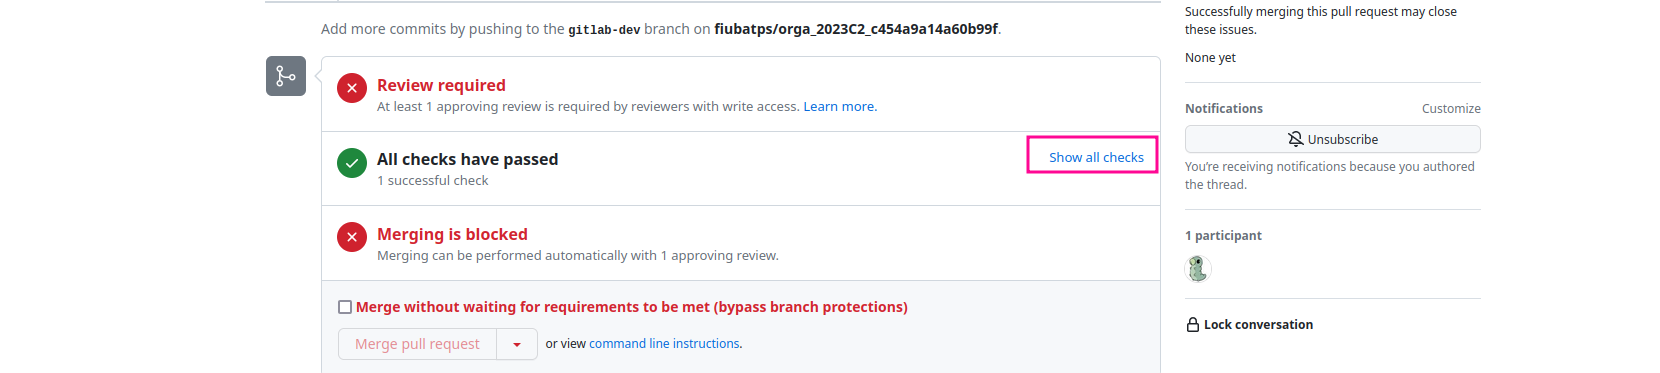 Add more commits by pushing to the gitlab-dev branch on fiubatps/orga_2023C2_c454a9a14a60b99f.
Review required
At least 1 approving review is required by reviewers with write access. Learn more.
All checks have passed
Show all checks
1 successful check
Merging is blocked
Merging can be performed automatically with 1 approving review.
Merge without waiting for requirements to be met (bypass branch protections)
Merge pull request
or view command line instructions.
Successfully merging this pull request may close
these issues.
None yet
Notifications
Customize
Unsubscribe
You're receiving notifications because you authored
the thread.
1 participant
Lock conversation